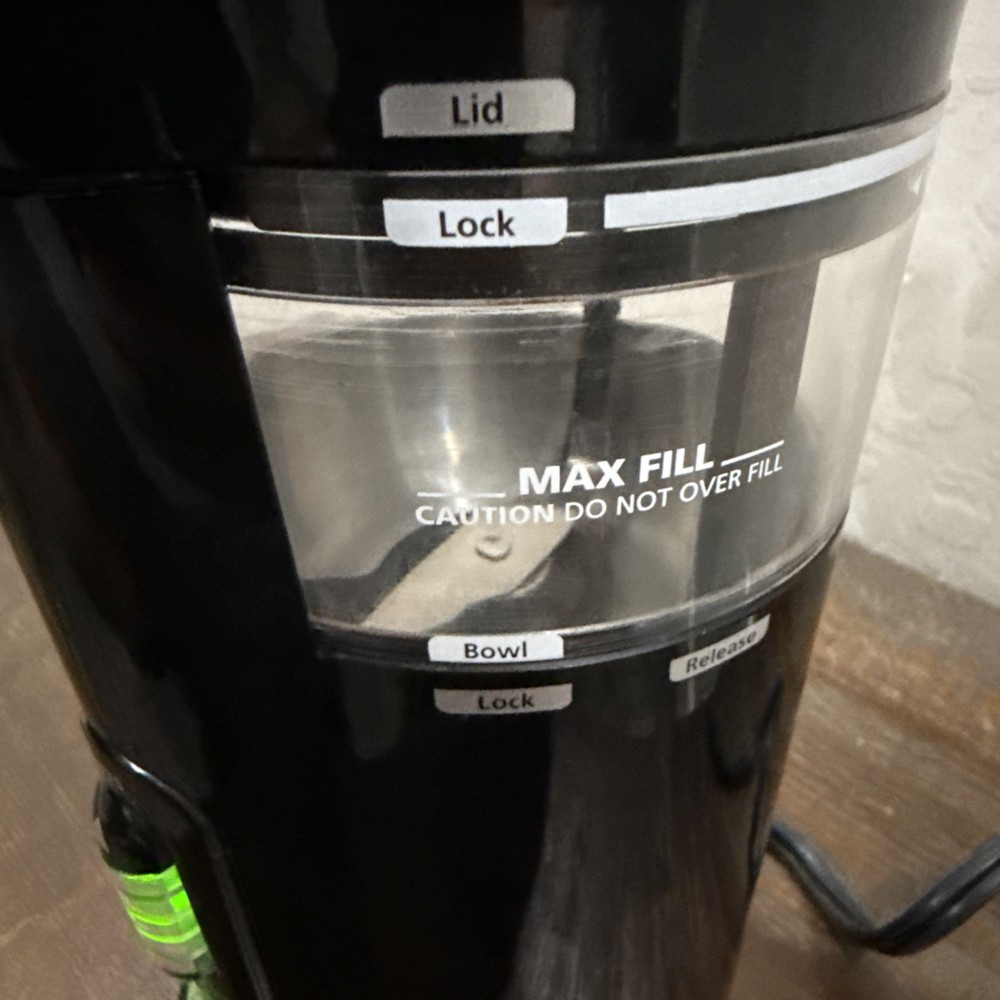 Lid
Lock
MAX FILL
CAUTION DO NOT OVER FILL
Bowl
Release
Lock